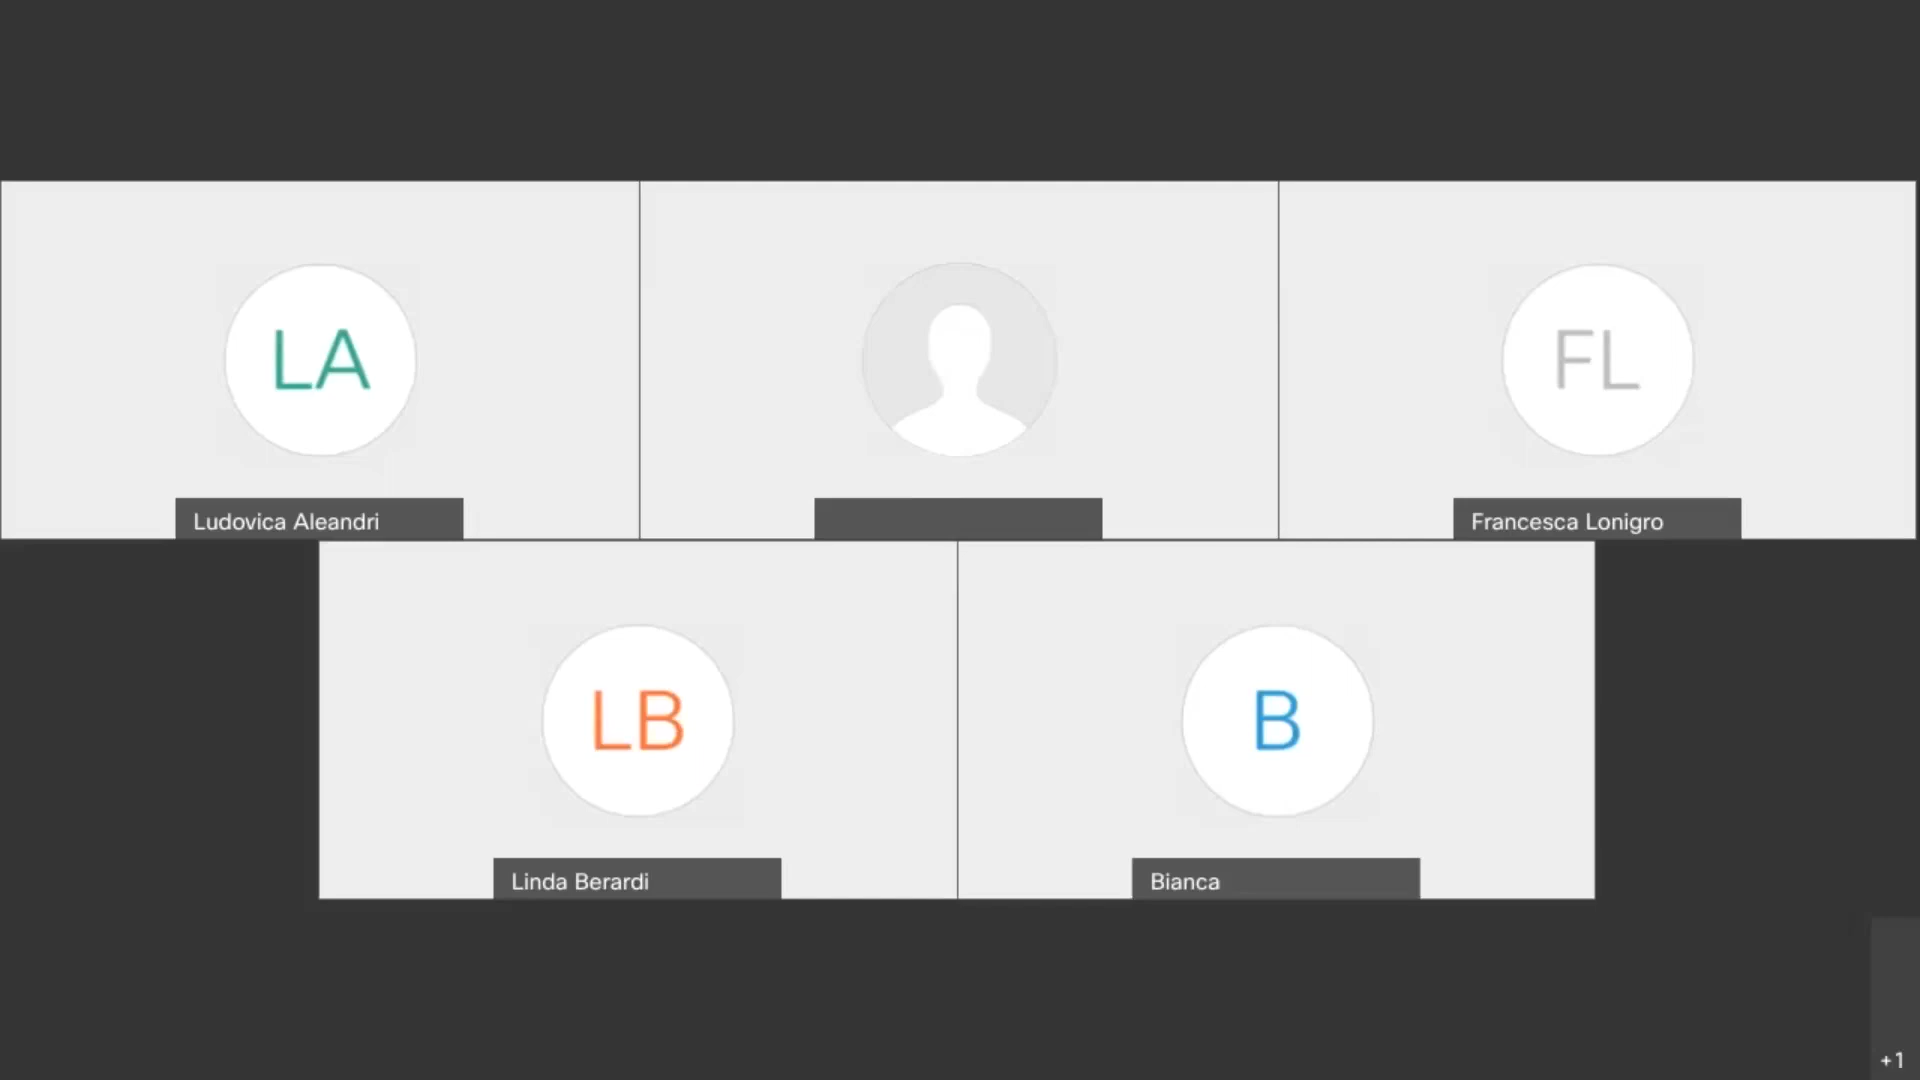 LA
FL
Ludovica Aleandri
Francesca Lonigro
LB
B
Linda Berardi
Bianca
+1